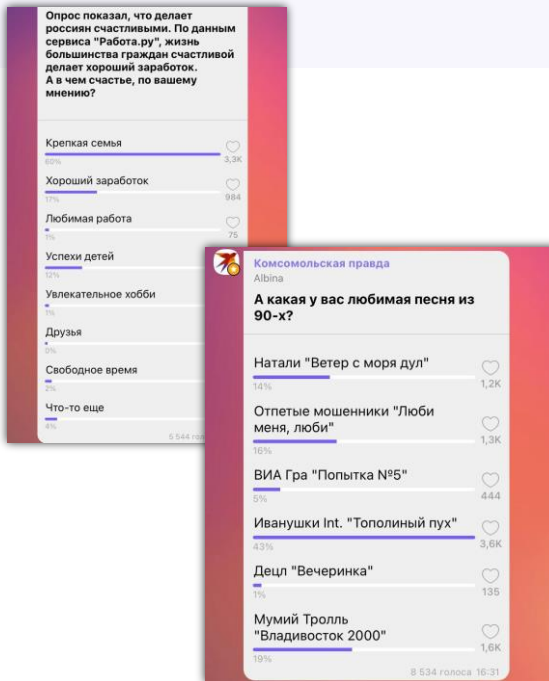 Опрос показал, что делает
россиян счастливыми. По данным
сервиса "Работа.ру", жизнь
большинства граждан счастливой
делает хороший заработок.
А в чем счастье, по вашему
мнению?
Крепкая семья
60%
3,3K
Хороший заработок
17%
984
Любимая работа
1%
75
Успехи детей
12%
Увлекательное хобби
1%
Друзья
0%
Свободное время
2%
Что-то еще
4%
5 544
Комсомольская правда
Albina
А какая у вас любимая песня из
90-х?
Натали "Ветер с моря дул"
14%
1,2K
Отпетые мошенники "Люби
меня, люби"
16%
1,3K
ВИА Гра "Попытка №5"
5%
444
Иванушки Int. "Тополиный пух"
43%
3,6K
Децл "Вечеринка"
1%
135
Мумий Тролль
"Владивосток 2000"
19%
1,6K
8 534 голоса 16:31